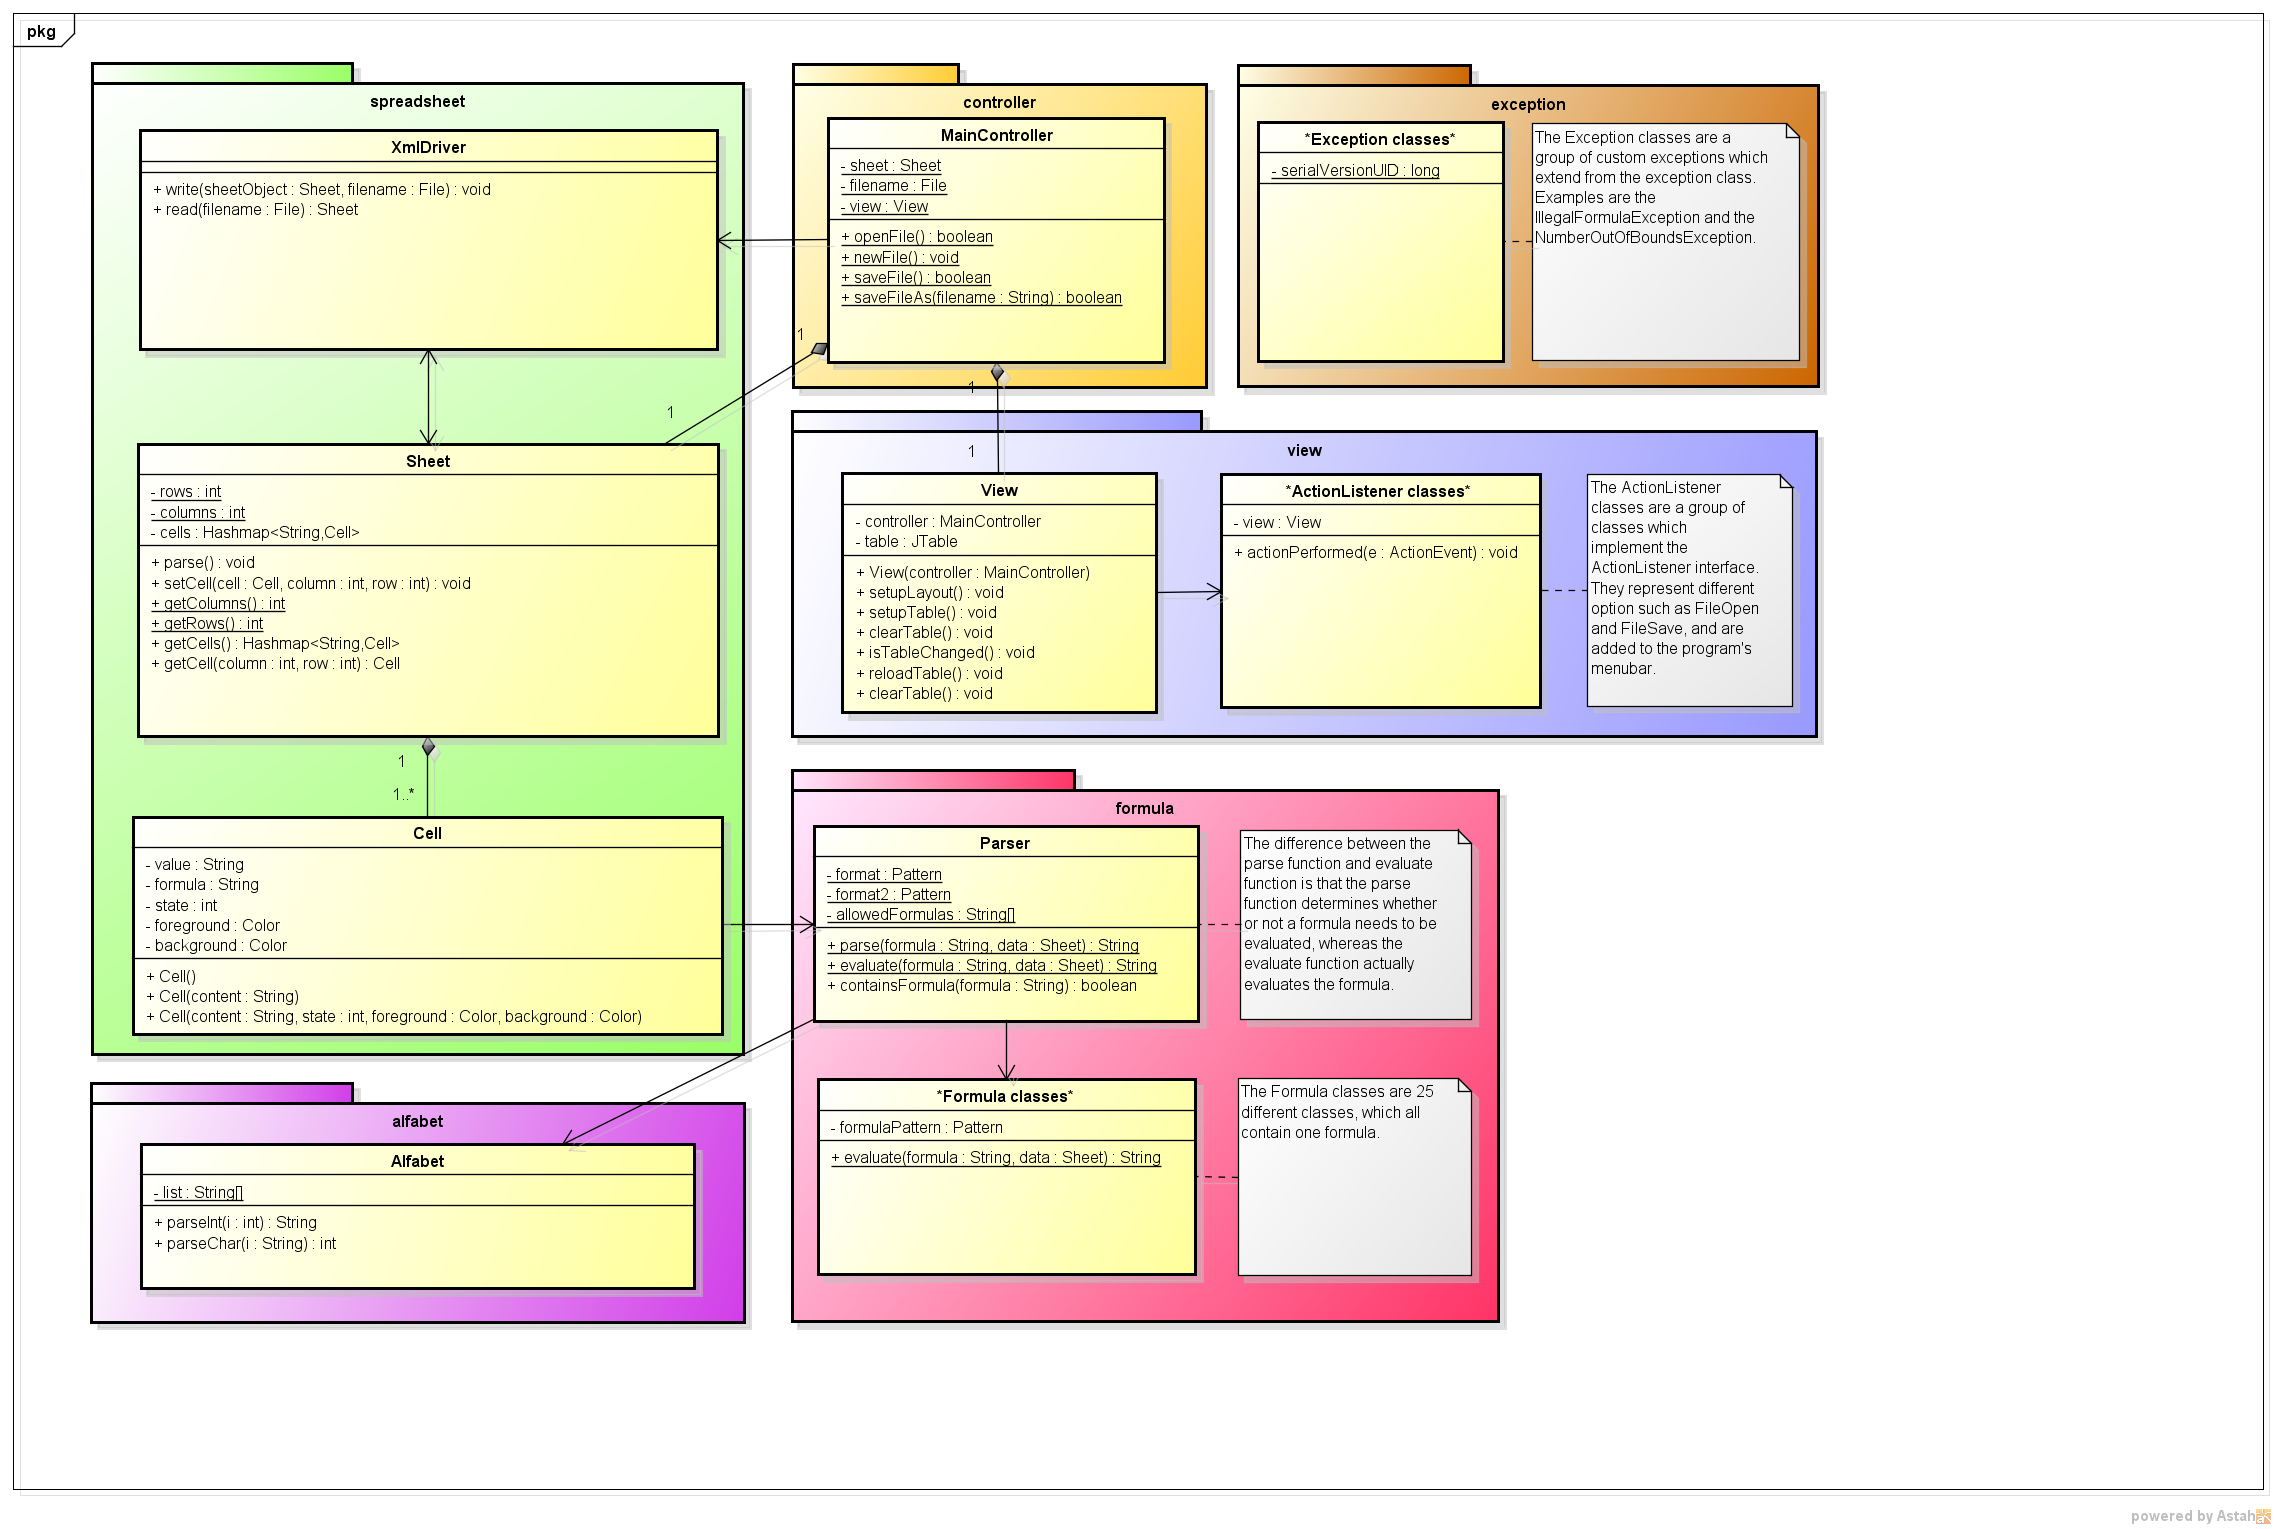 pkg
spreadsheet
XmlDriver
+ write(sheetObject : Sheet, filename : File) : void
+ read(filename : File) : Sheet
1
1
Sheet
- rows : int
- columns : int
- cells : Hashmap<String,Cell>
+ parse() : void
+ setCell(cell : Cell, column : int, row : int) : void
+ getColumns() : int
+ getRows() : int
+ getCells() : Hashmap<String,Cell>
+ getCell(column : int, row : int) : Cell
1
1..*
Cell
- value : String
- formula : String
- state : int
- foreground : Color
- background : Color
+ Cell()
+ Cell(content : String)
+ Cell(content : String, state : int, foreground : Color, background : Color)
alfabet
Alfabet
- list : String[]
+ parseInt(i : int) : String
+ parseChar(i : String) : int
controller
MainController
- sheet : Sheet
- filename : File
- view : View
+ openFile() : boolean
+ newFile() : void
+ saveFile() : boolean
+ saveFileAs(filename : String) : boolean
1
1
exception
*Exception classes*
- serialVersionUID : long
The Exception classes are a
group of custom exceptions which
extend from the exception class.
Examples are the
IllegalFormulaException and the
NumberOutOfBoundsException.
view
View
- controller : MainController
- table : JTable
+ View(controller : MainController)
+ setupLayout() : void
+ setupTable() : void
+ clearTable() : void
+ isTableChanged() : void
+ reloadTable() : void
+ clearTable() : void
*ActionListener classes*
- view : View
+ actionPerformed(e : ActionEvent) : void
The ActionListener
classes are a group of
classes which
implement the
ActionListener interface.
They represent different
option such as FileOpen
and FileSave, and are
added to the program's
menubar.
formula
Parser
- format : Pattern
- format2 : Pattern
- allowedFormulas : String[]
+ parse(formula : String, data : Sheet) : String
+ evaluate(formula : String, data : Sheet) : String
+ containsFormula(formula : String) : boolean
The difference between the
parse function and evaluate
function is that the parse
function determines whether
or not a formula needs to be
evaluated, whereas the
evaluate function actually
evaluates the formula.
*Formula classes*
- formulaPattern : Pattern
+ evaluate(formula : String, data : Sheet) : String
The Formula classes are 25
different classes, which all
contain one formula.
powered by Astah